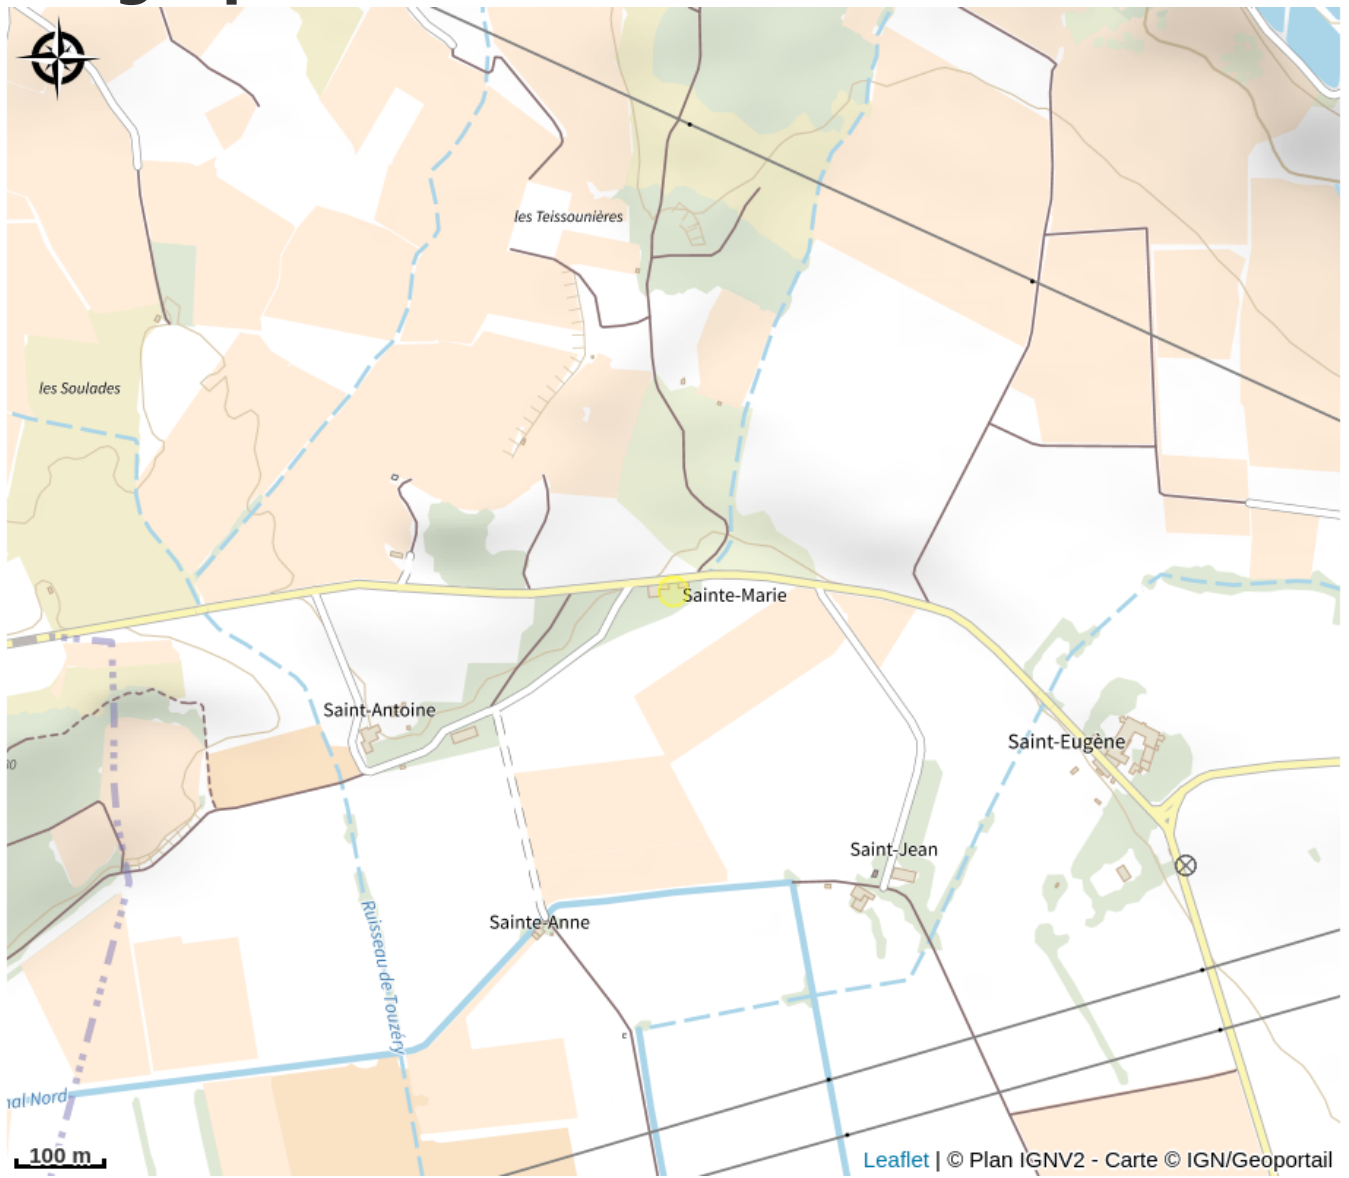 les Teissounières
les Soulades
Sainte-Marie
Saint-Antoine
Saint-Eugène
Saint-Jean
Sainte-Anne
Ruisseau de Touzéry
Nord
100 m
Leaflet | © Plan IGNV2 - Carte © IGN/Geoportail